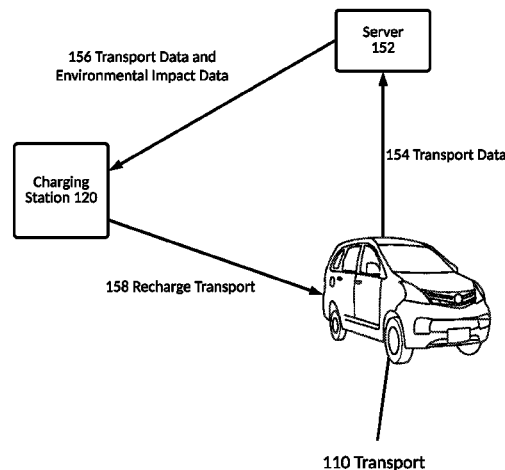 Server
152
156 Transport Data and
Environmental Impact Data
154 Transport Data
Charging
Station 120
158 Recharge Transport
110 Transport